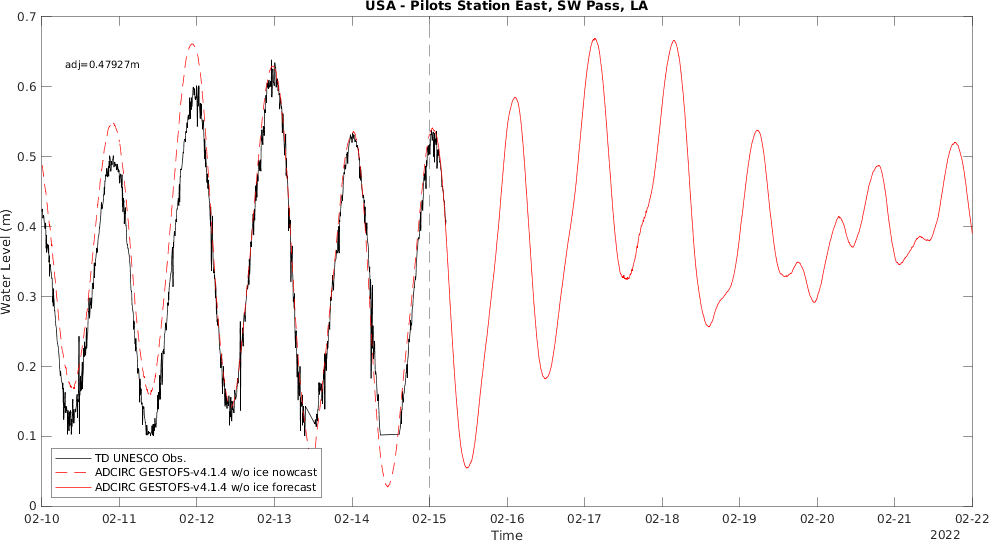 USA - Pilots Station East, SW Pass, LA
0.7
adj=0.47927m
0.6
0.5
0.4
0.3
0.2
0.1
0
Water Level (m)
TD UNESCO Obs.
ADCIRC GESTOFS-v4.1.4 w/o ice nowcast
ADCIRC GESTOFS-v4.1.4 w/o ice forecast
02-10 02-11 02-12 02-13 02-14 02-15 02-16 02-17 02-18 02-19 02-20 02-21 02-22
Time
2022